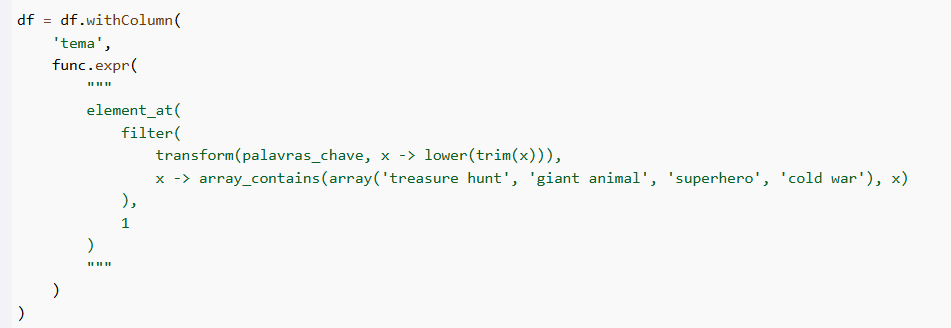 df = df.withColumn(
    'tema',
    func.expr(
        """
        element_at(
            filter(
                transform(palavras_chave, x -> lower(trim(x))),
                x -> array_contains(array('treasure hunt', 'giant animal', 'superhero', 'cold war'), x)
            ),
            1
        )
        """
    )
)